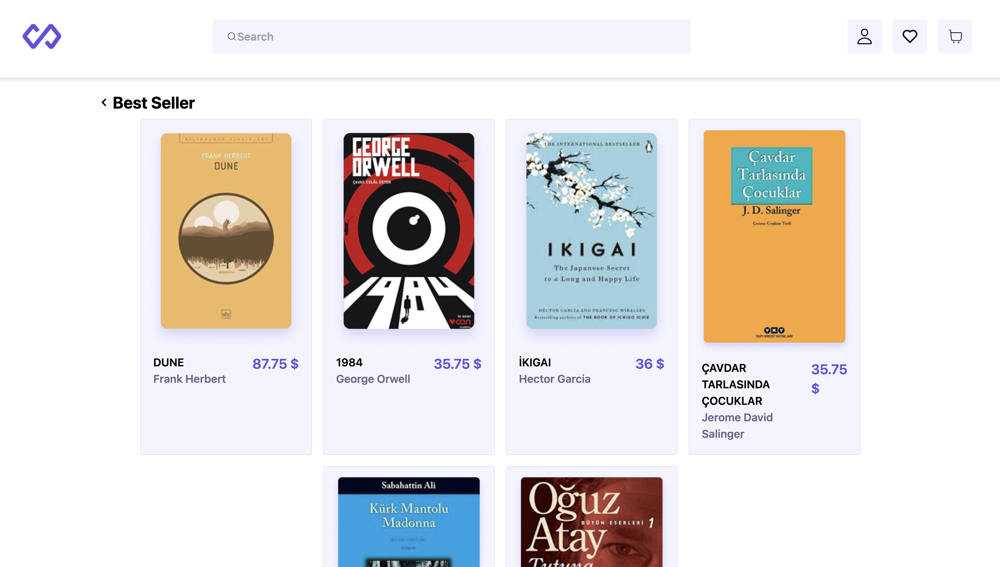 Search
Best Seller
BİLİMKURGU KLASİKLERİ
FRANK HERBERT
DUNE
İTHAKİ
DUNE
87.75 $
Frank Herbert
GEORGE
ORWELL
Çeviri: CELÂL ÜSTER
1984
76. BASKI
can
modern
1984
35.75 $
George Orwell
THE INTERNATIONAL BESTSELLER
IKIGAI
The Japanese Secret
to a Long and Happy Life
HÉCTOR GARCÍA AND FRANCESC MIRALLES
Bestselling authors of THE BOOK OF ICHIGO ICHIE
İKIGAI
36 $
Hector Garcia
Çavdar
Tarlasında
Çocuklar
J. D. Salinger
Çeviren: Coşkun Yerli
YKY
YAPI KREDİ YAYINLARI
ÇAVDAR
TARLASINDA
ÇOCUKLAR
35.75
$
Jerome David
Salinger
Sabahattin Ali
Kürk Mantolu
Madonna
BÜTÜN YAPITLARI
ROMAN
Oğuz
BÜTÜN ESERLERİ 1
Atay